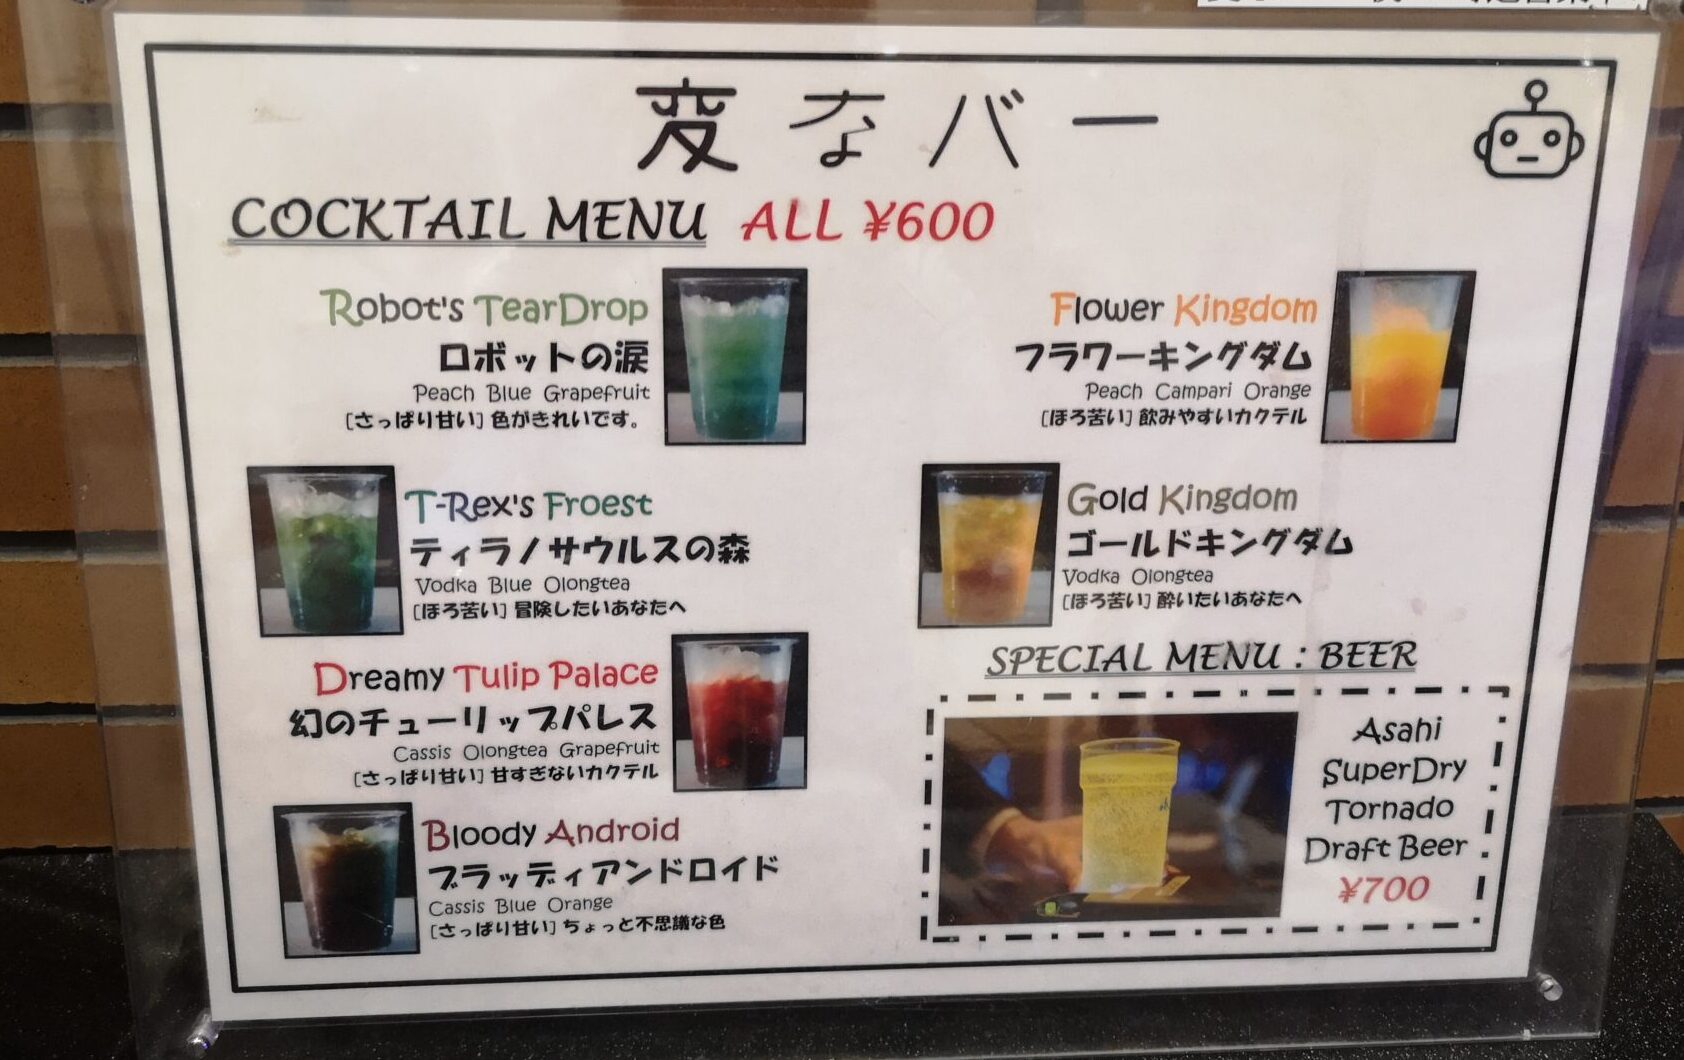 変なバー
COCKTAIL MENU ALL ¥600
Robot's TearDrop
ロボットの涙
Peach Blue Grapefruit
[さっぱり甘い] 色がきれいです。
T-Rex's Froest
ティラノサウルスの森
Vodka Blue Olongtea
[ほろ苦い] 冒険したいあなたへ
Dreamy Tulip Palace
幻のチューリップパレス
Cassis Olongtea Grapefruit
[さっぱり甘い] 甘すぎないカクテル
Bloody Android
ブラッディアンドロイド
Cassis Blue Orange
[さっぱり甘い] ちょっと不思議な色
Flower Kingdom
フラワーキングダム
Peach Campari Orange
[ほろ苦い] 飲みやすいカクテル
Gold Kingdom
ゴールドキングダム
Vodka Olongtea
[ほろ苦い] 酔いたいあなたへ
SPECIAL MENU : BEER
Asahi
SuperDry
Tornado
Draft Beer
¥700